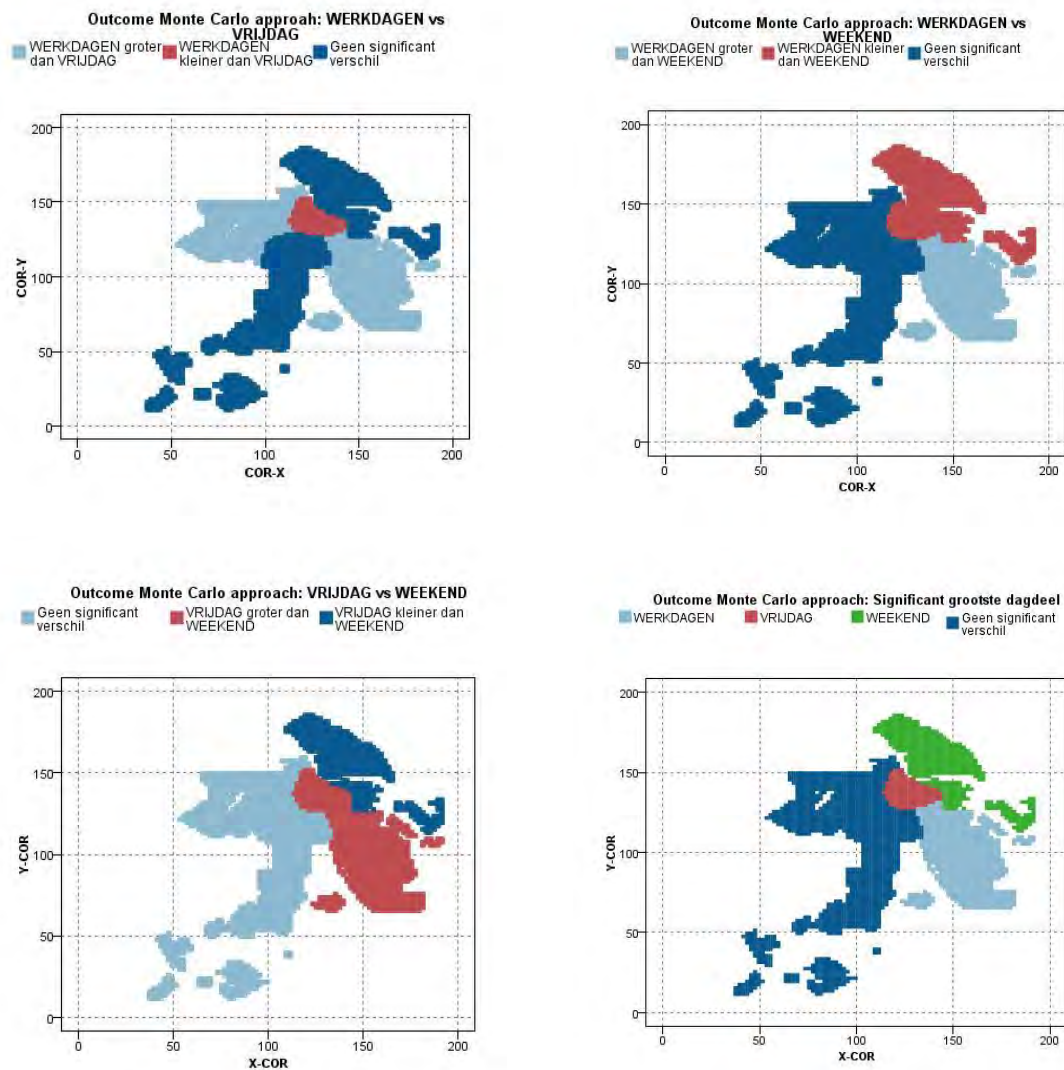 Outcome Monte Carlo approah: WERKDAGEN vs
VRIJDAG
WERKDAGEN groter
dan VRIJDAG
WERKDAGEN
kleiner dan VRIJDAG
Geen significant
verschil
200
150
100
50
0
COR-Y
0 50 100 150 200
COR-X
Outcome Monte Carlo approach: WERKDAGEN vs
WEEKEND
WERKDAGEN groter
dan WEEKEND
WERKDAGEN kleiner
dan WEEKEND
Geen significant
verschil
200
150
100
50
0
COR-Y
0 50 100 150 200
COR-X
Outcome Monte Carlo approach: VRIJDAG vs WEEKEND
Geen significant
verschil
VRIJDAG groter dan
WEEKEND
VRIJDAG kleiner dan
WEEKEND
200
150
100
50
0
Y-COR
0 50 100 150 200
X-COR
Outcome Monte Carlo approach: Significant grootste dagdeel
WERKDAGEN
VRIJDAG
WEEKEND
Geen significant
verschil
200
150
100
50
0
Y-COR
0 50 100 150 200
X-COR